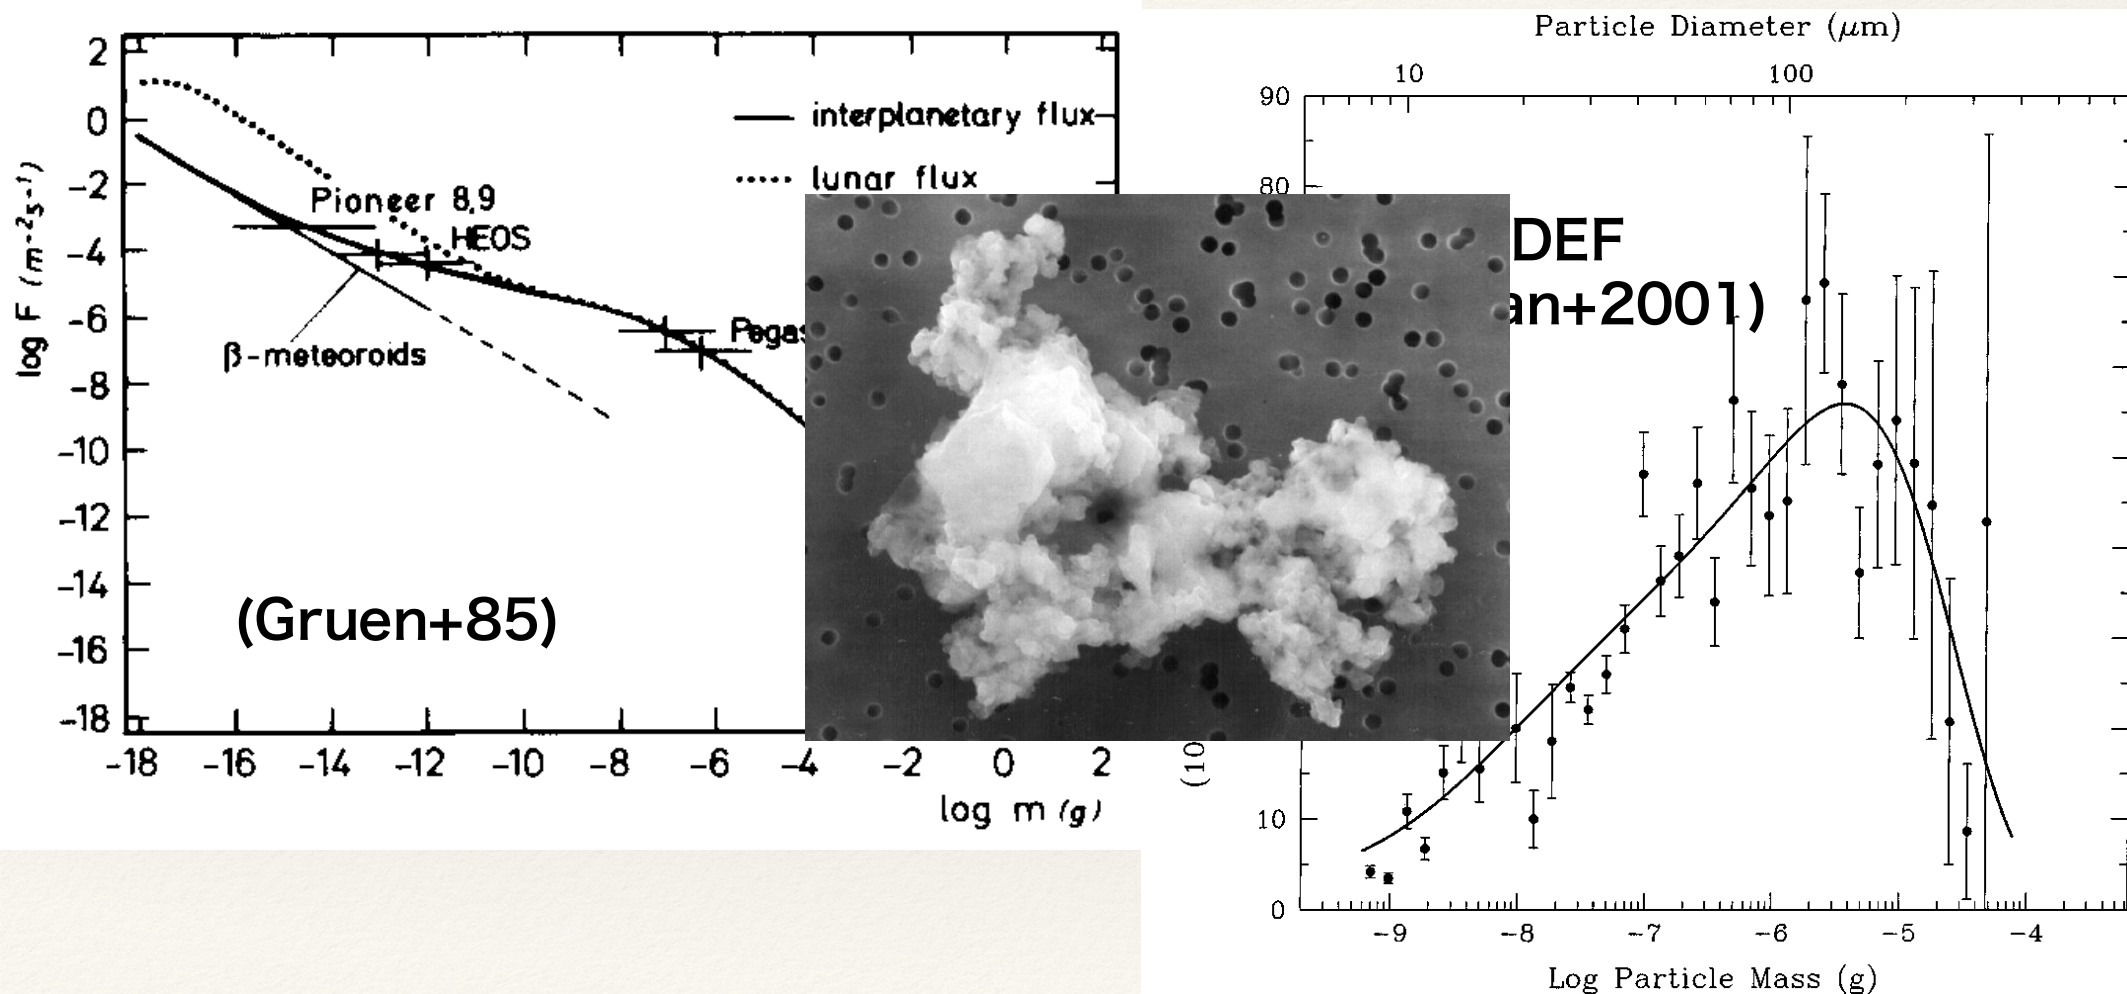 2
0
−2
−4
−6
−8
−10
−12
−14
−16
−18
log F (m⁻²s⁻¹)
interplanetary flux
lunar flux
Pioneer 8,9
HEOS
β-meteoroids
(Gruen+85)
-18 -16 -14 -12 -10 -8 -6 -4 -2 0 2
log m (g)
Particle Diameter (μm)
10 100
90
80
DEF
an+2001)
(10
10
0
−9 −8 −7 −6 −5 −4
Log Particle Mass (g)